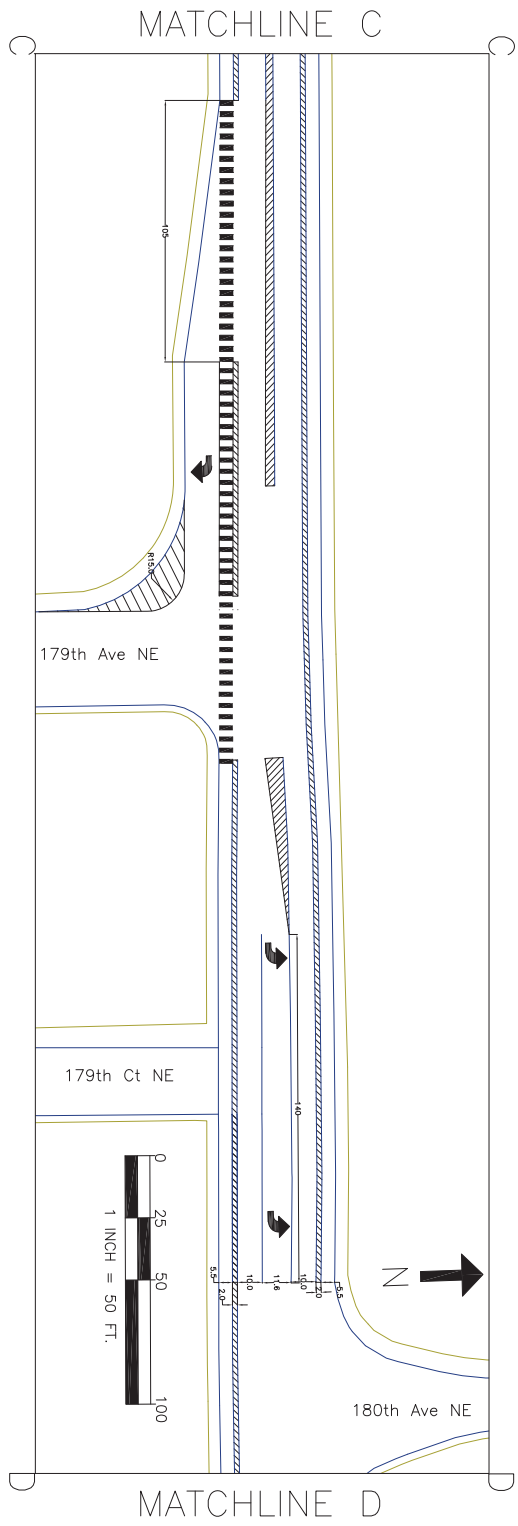 MATCHLINE C
105
R15.0
179th Ave NE
179th Ct NE
140
0
25
50
100
1 INCH = 50 FT.
N
5.5
2.0
10.0
11.6
10.0
2.0
5.5
180th Ave NE
MATCHLINE D